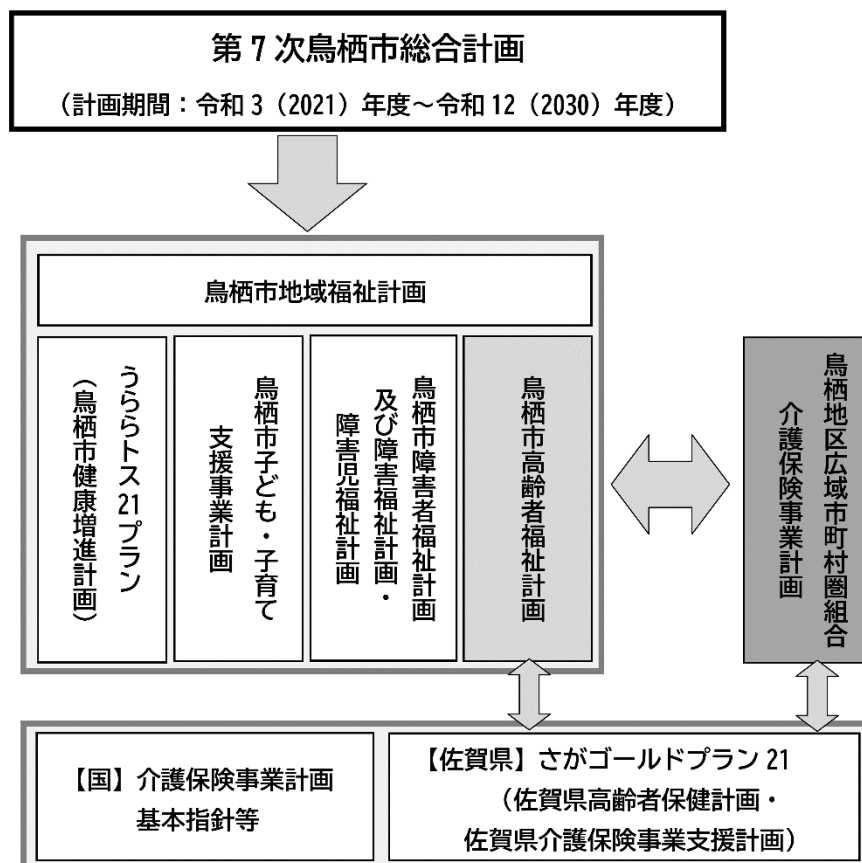 第7次鳥栖市総合計画
（計画期間：令和3（2021）年度～令和12（2030）年度）
鳥栖市地域福祉計画
うららトス21プラン
（鳥栖市健康増進計画）
鳥栖市子ども・子育て
支援事業計画
鳥栖市障害者福祉計画
及び障害福祉計画・
障害児福祉計画
鳥栖市高齢者福祉計画
鳥栖地区広域市町村圏組合
介護保険事業計画
【国】介護保険事業計画
基本指針等
【佐賀県】さがゴールドプラン21
（佐賀県高齢者保健計画・
佐賀県介護保険事業支援計画）